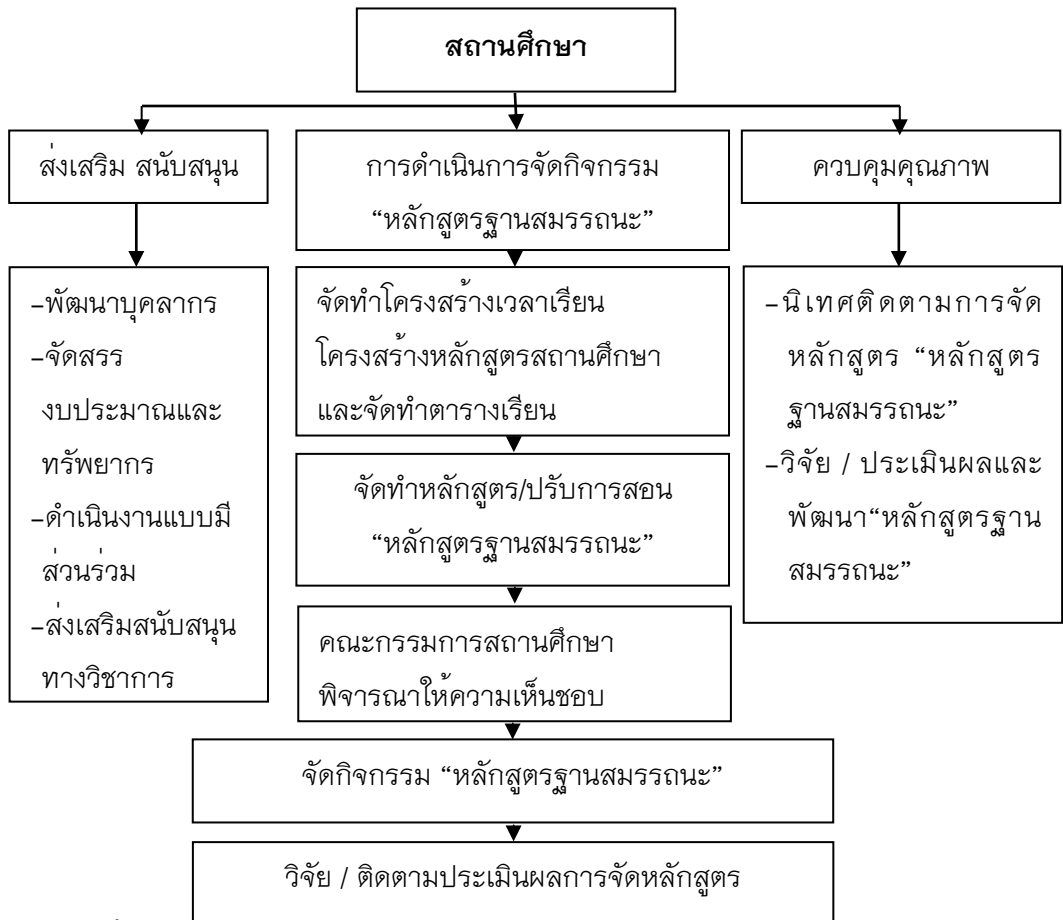 สถานศึกษา
ส่งเสริม สนับสนุน
การดำเนินการจัดกิจกรรม
“หลักสูตรฐานสมรรถนะ”
ควบคุมคุณภาพ
-พัฒนาบุคลากร
-จัดสรร
งบประมาณและ
ทรัพยากร
-ดำเนินงานแบบมี
ส่วนร่วม
-ส่งเสริมสนับสนุน
ทางวิชาการ
จัดทำโครงสร้างเวลาเรียน
โครงสร้างหลักสูตรสถานศึกษา
และจัดทำตารางเรียน
จัดทำหลักสูตร/ปรับการสอน
“หลักสูตรฐานสมรรถนะ”
คณะกรรมการสถานศึกษา
พิจารณาให้ความเห็นชอบ
-นิเทศติดตามการจัด
หลักสูตร “หลักสูตร
ฐานสมรรถนะ”
-วิจัย / ประเมินผลและ
พัฒนา“หลักสูตรฐาน
สมรรถนะ”
จัดกิจกรรม “หลักสูตรฐานสมรรถนะ”
วิจัย / ติดตามประเมินผลการจัดหลักสูตร